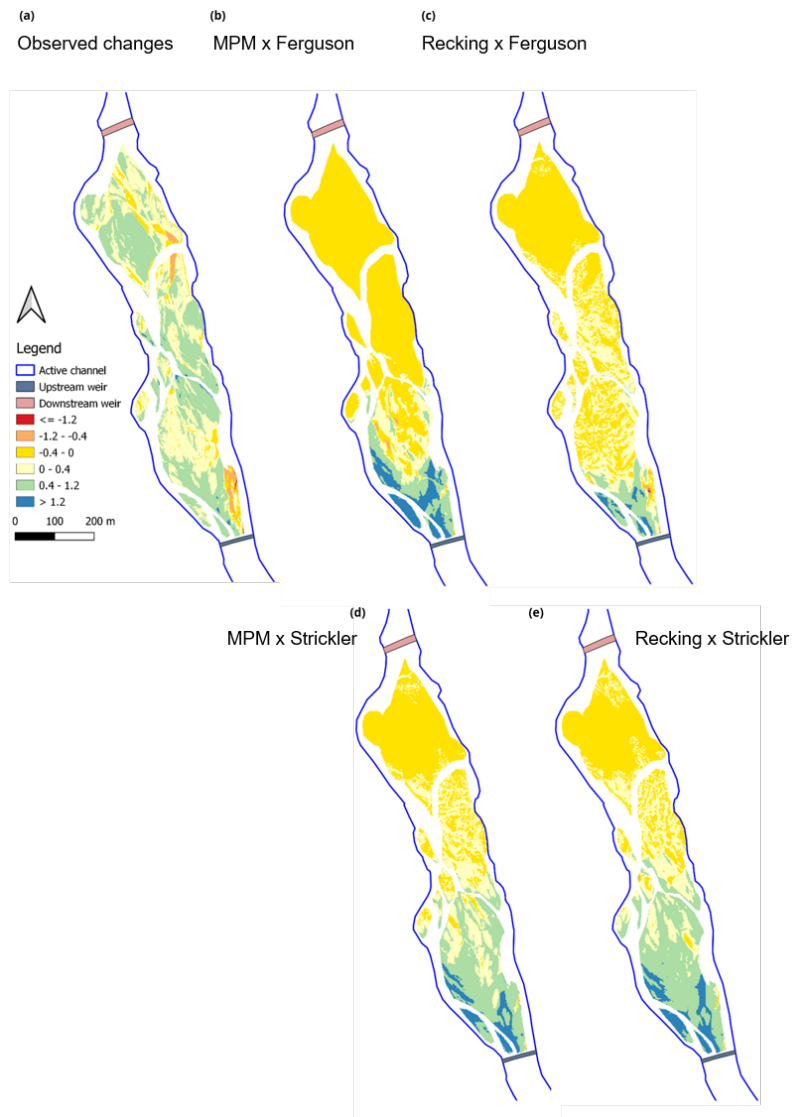 (a)
(b)
(c)
Observed changes
MPM x Ferguson
Recking x Ferguson
Legend
Active channel
Upstream weir
Downstream weir
<= -1.2
-1.2 - -0.4
-0.4 - 0
0 - 0.4
0.4 - 1.2
> 1.2
0 100 200 m
(d)
(e)
MPM x Strickler
Recking x Strickler